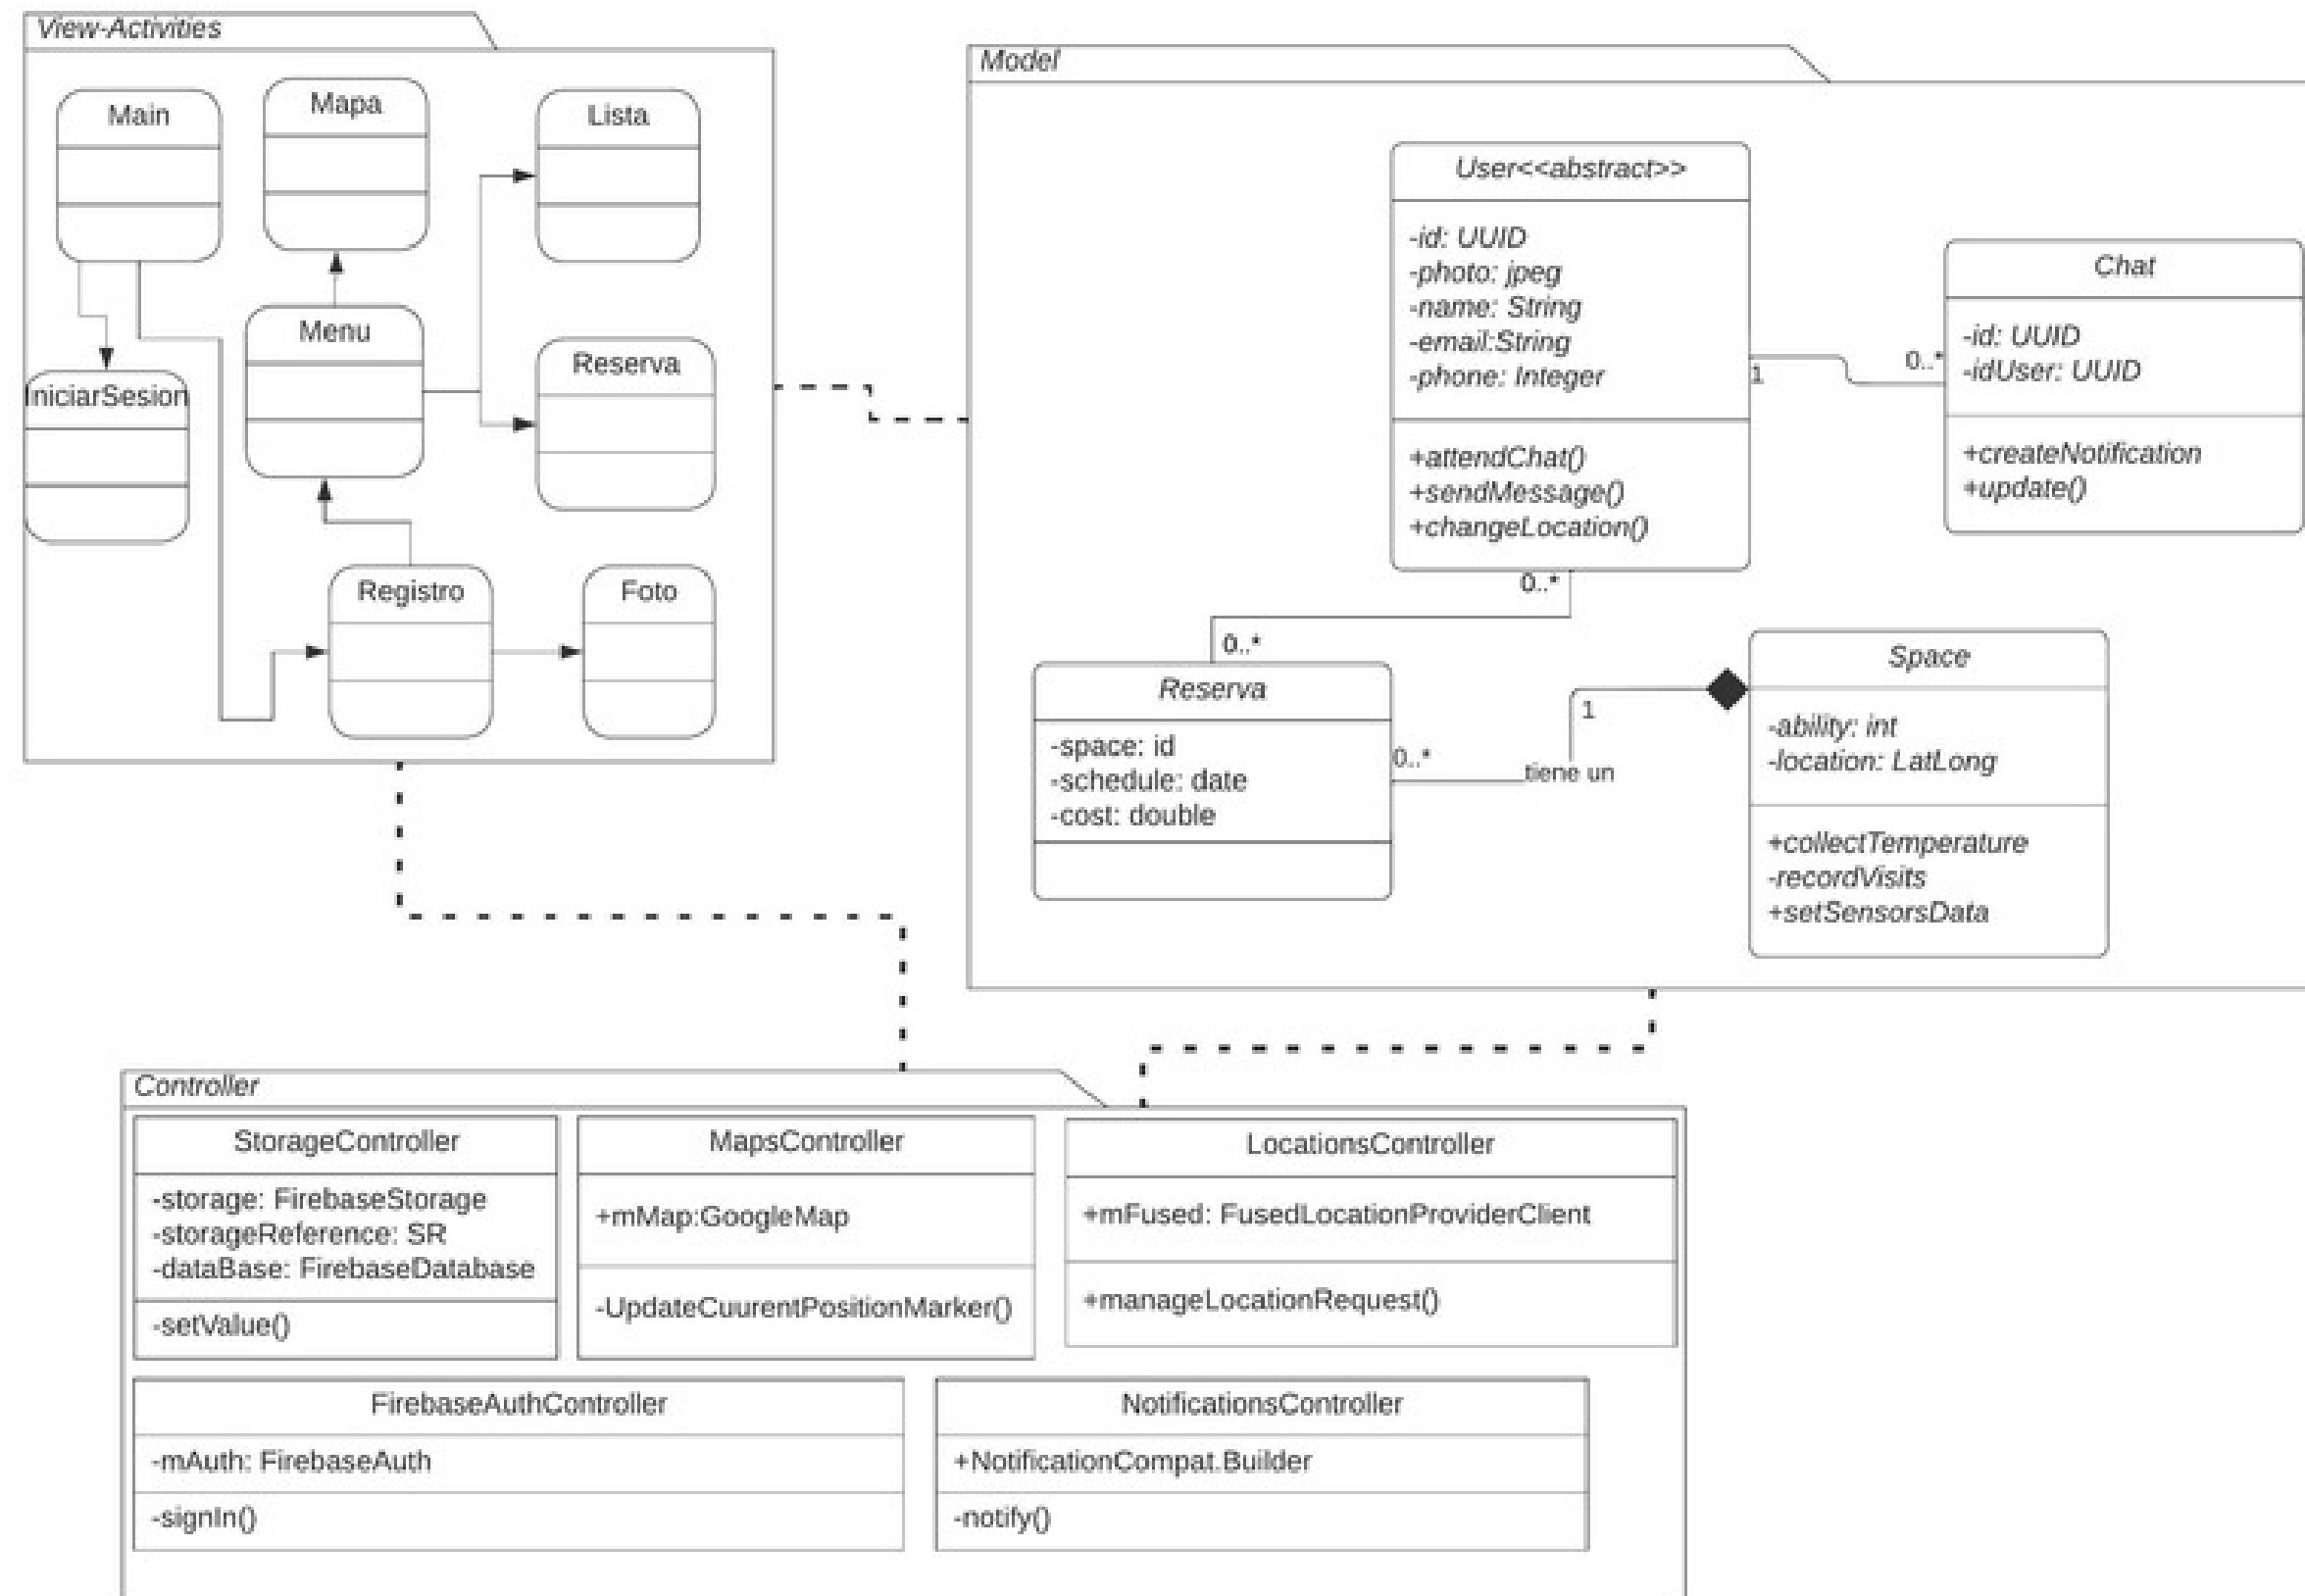 View-Activities
Main
Mapa
Lista
Menu
Reserva
IniciarSesion
Registro
Foto
Model
User<<abstract>>
-id: UUID
-photo: jpeg
-name: String
-email:String
-phone: Integer
+attendChat()
+sendMessage()
+changeLocation()
1
0..*
Chat
-id: UUID
-idUser: UUID
+createNotification
+update()
0..*
0..*
Reserva
-space: id
-schedule: date
-cost: double
0..*
tiene un
1
Space
-ability: int
-location: LatLong
+collectTemperature
-recordVisits
+setSensorsData
Controller
StorageController
-storage: FirebaseStorage
-storageReference: SR
-dataBase: FirebaseDatabase
-setValue()
MapsController
+mMap:GoogleMap
-UpdateCuurentPositionMarker()
LocationsController
+mFused: FusedLocationProviderClient
+manageLocationRequest()
FirebaseAuthController
-mAuth: FirebaseAuth
-signIn()
NotificationsController
+NotificationCompat.Builder
-notify()